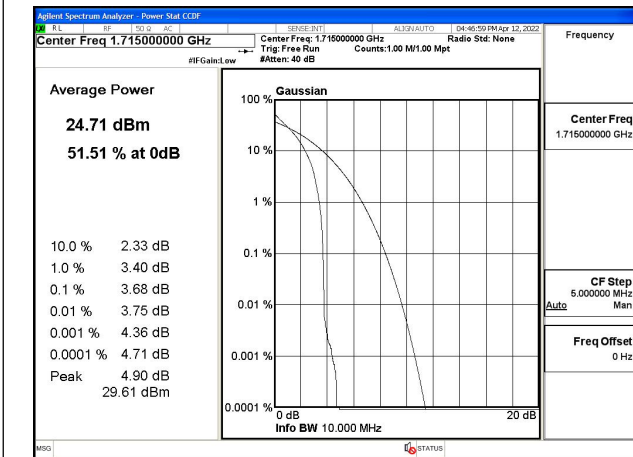 Agilent Spectrum Analyzer - Power Stat CCDF
RL RF 50 Ω AC SENSE:INT ALIGNAUTO 04:46:59 PM Apr 12, 2022
Center Freq 1.715000000 GHz
Center Freq: 1.715000000 GHz Radio Std: None
Trig: Free Run Counts:1.00 M/1.00 Mpt
#IFGain:Low #Atten: 40 dB
Frequency
Average Power
24.71 dBm
51.51 % at 0dB
10.0 % 2.33 dB
1.0 % 3.40 dB
0.1 % 3.68 dB
0.01 % 3.75 dB
0.001 % 4.36 dB
0.0001 % 4.71 dB
Peak 4.90 dB
29.61 dBm
Gaussian
100 %
10 %
1 %
0.1 %
0.01 %
0.001 %
0.0001 %
0 dB 20 dB
Info BW 10.000 MHz
Center Freq
1.715000000 GHz
CF Step
5.000000 MHz
Auto Man
Freq Offset
0 Hz
MSG STATUS